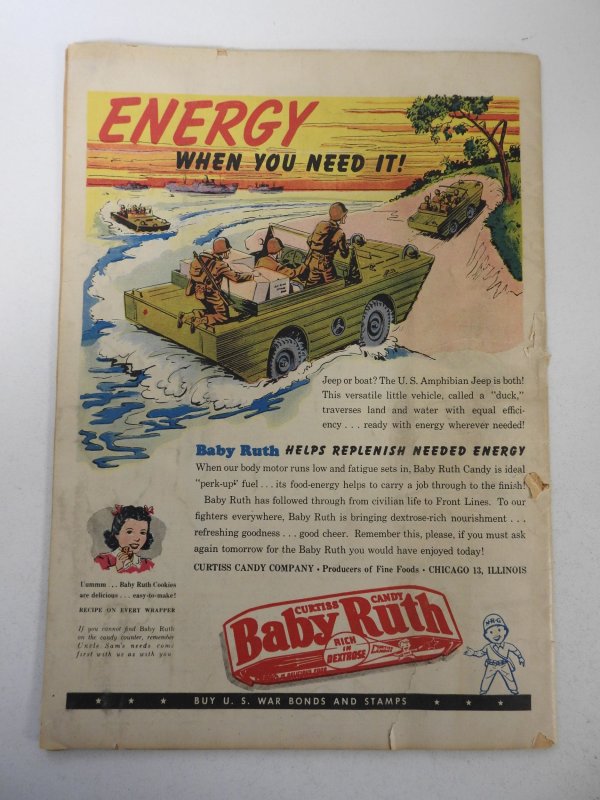 ENERGY
WHEN YOU NEED IT!
Jeep or boat? The U. S. Amphibian Jeep is both!
This versatile little vehicle, called a "duck,"
traverses land and water with equal effici-
ency . . . ready with energy wherever needed!
Baby Ruth HELPS REPLENISH NEEDED ENERGY
When our body motor runs low and fatigue sets in, Baby Ruth Candy is ideal
"perk-up" fuel . . . its food-energy helps to carry a job through to the finish!
Baby Ruth has followed through from civilian life to Front Lines. To our
fighters everywhere, Baby Ruth is bringing dextrose-rich nourishment . . .
refreshing goodness . . . good cheer. Remember this, please, if you must ask
again tomorrow for the Baby Ruth you would have enjoyed today!
CURTISS CANDY COMPANY • Producers of Fine Foods • CHICAGO 13, ILLINOIS
Uummm . . . Baby Ruth Cookies
are delicious . . . easy-to-make!
RECIPE ON EVERY WRAPPER
If you cannot find Baby Ruth
on the candy counter, remember
Uncle Sam's needs come
first with us as with you.
CURTISS CANDY
Baby Ruth
RICH
IN
DEXTROSE
N-R-G
BUY U. S. WAR BONDS AND STAMPS